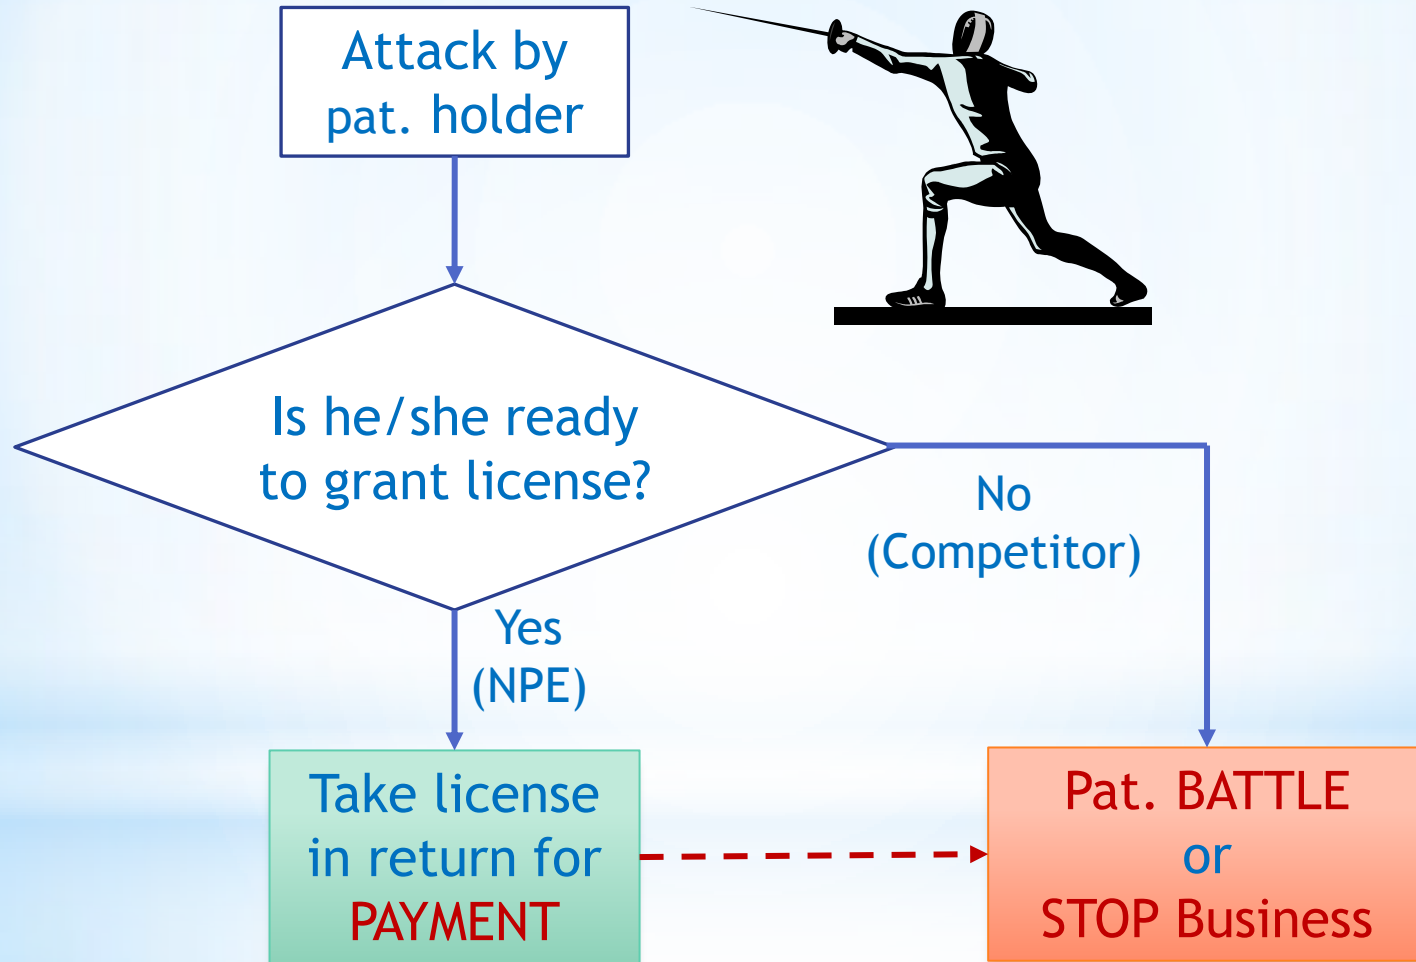 Attack by
pat. holder
Is he/she ready
to grant license?
No
(Competitor)
Yes
(NPE)
Take license
in return for
PAYMENT
Pat. BATTLE
or
STOP Business